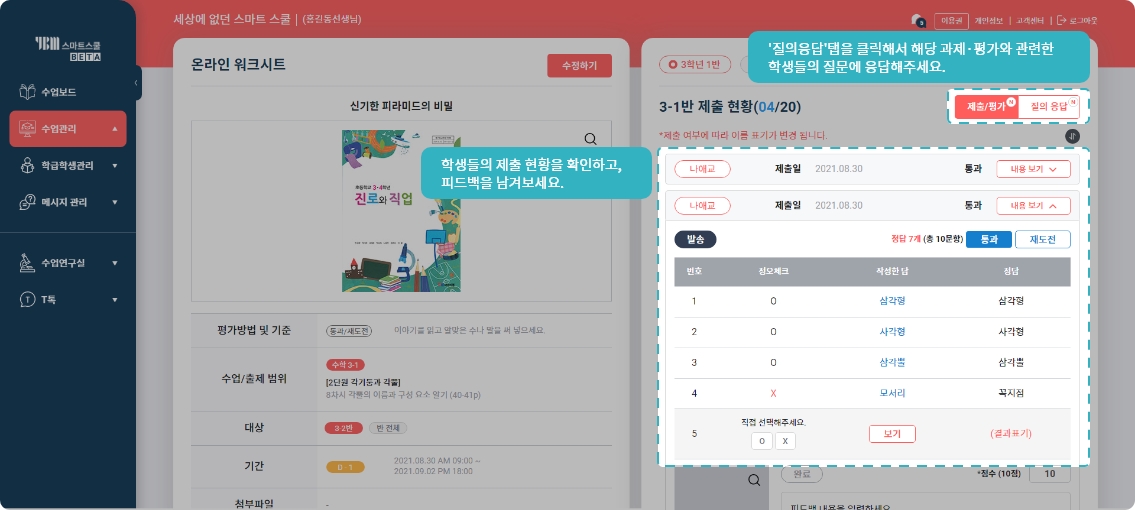 세상에 없던 스마트 스쿨 | (홍길동선생님)
이용권 개인정보 | 고객센터 | 로그아웃
YBM 스마트스쿨
BETA
수업보드
수업관리
학급학생관리
메시지 관리
수업연구실
T톡
온라인 워크시트
수정하기
신기한 피라미드의 비밀
초등학교 3·4학년
진로와 직업
평가방법 및 기준
통과/재도전
이야기를 읽고 알맞은 수나 말을 써 넣으세요.
수업/출제 범위
수학 3-1
[2단원 각기둥과 각뿔]
8차시 각뿔의 이름과 구성 요소 알기 (40-41p)
대상
3-2반
반 전체
기간
D - 1
2021.08.30 AM 09:00 ~
2021.09.02 PM 18:00
첨부파일
-
학생들의 제출 현황을 확인하고,
피드백을 남겨보세요.
'질의응답'탭을 클릭해서 해당 과제·평가와 관련한
학생들의 질문에 응답해주세요.
3학년 1반
3-1반 제출 현황(04/20)
제출/평가 N
질의 응답 N
*제출 여부에 따라 이름 표기가 변경 됩니다.
나애교 제출일 2021.08.30 통과 내용 보기
나애교 제출일 2021.08.30 통과 내용 보기
발송
정답 7개 (총 10문항) 통과 재도전
번호 정오체크 작성한 답 정답
1 O 삼각형 삼각형
2 O 사각형 사각형
3 O 삼각뿔 삼각뿔
4 X 모서리 꼭지점
5 직접 선택해주세요. O X 보기 (결과표기)
완료
*점수 (10점) 10
피드백 내용을 입력하세요